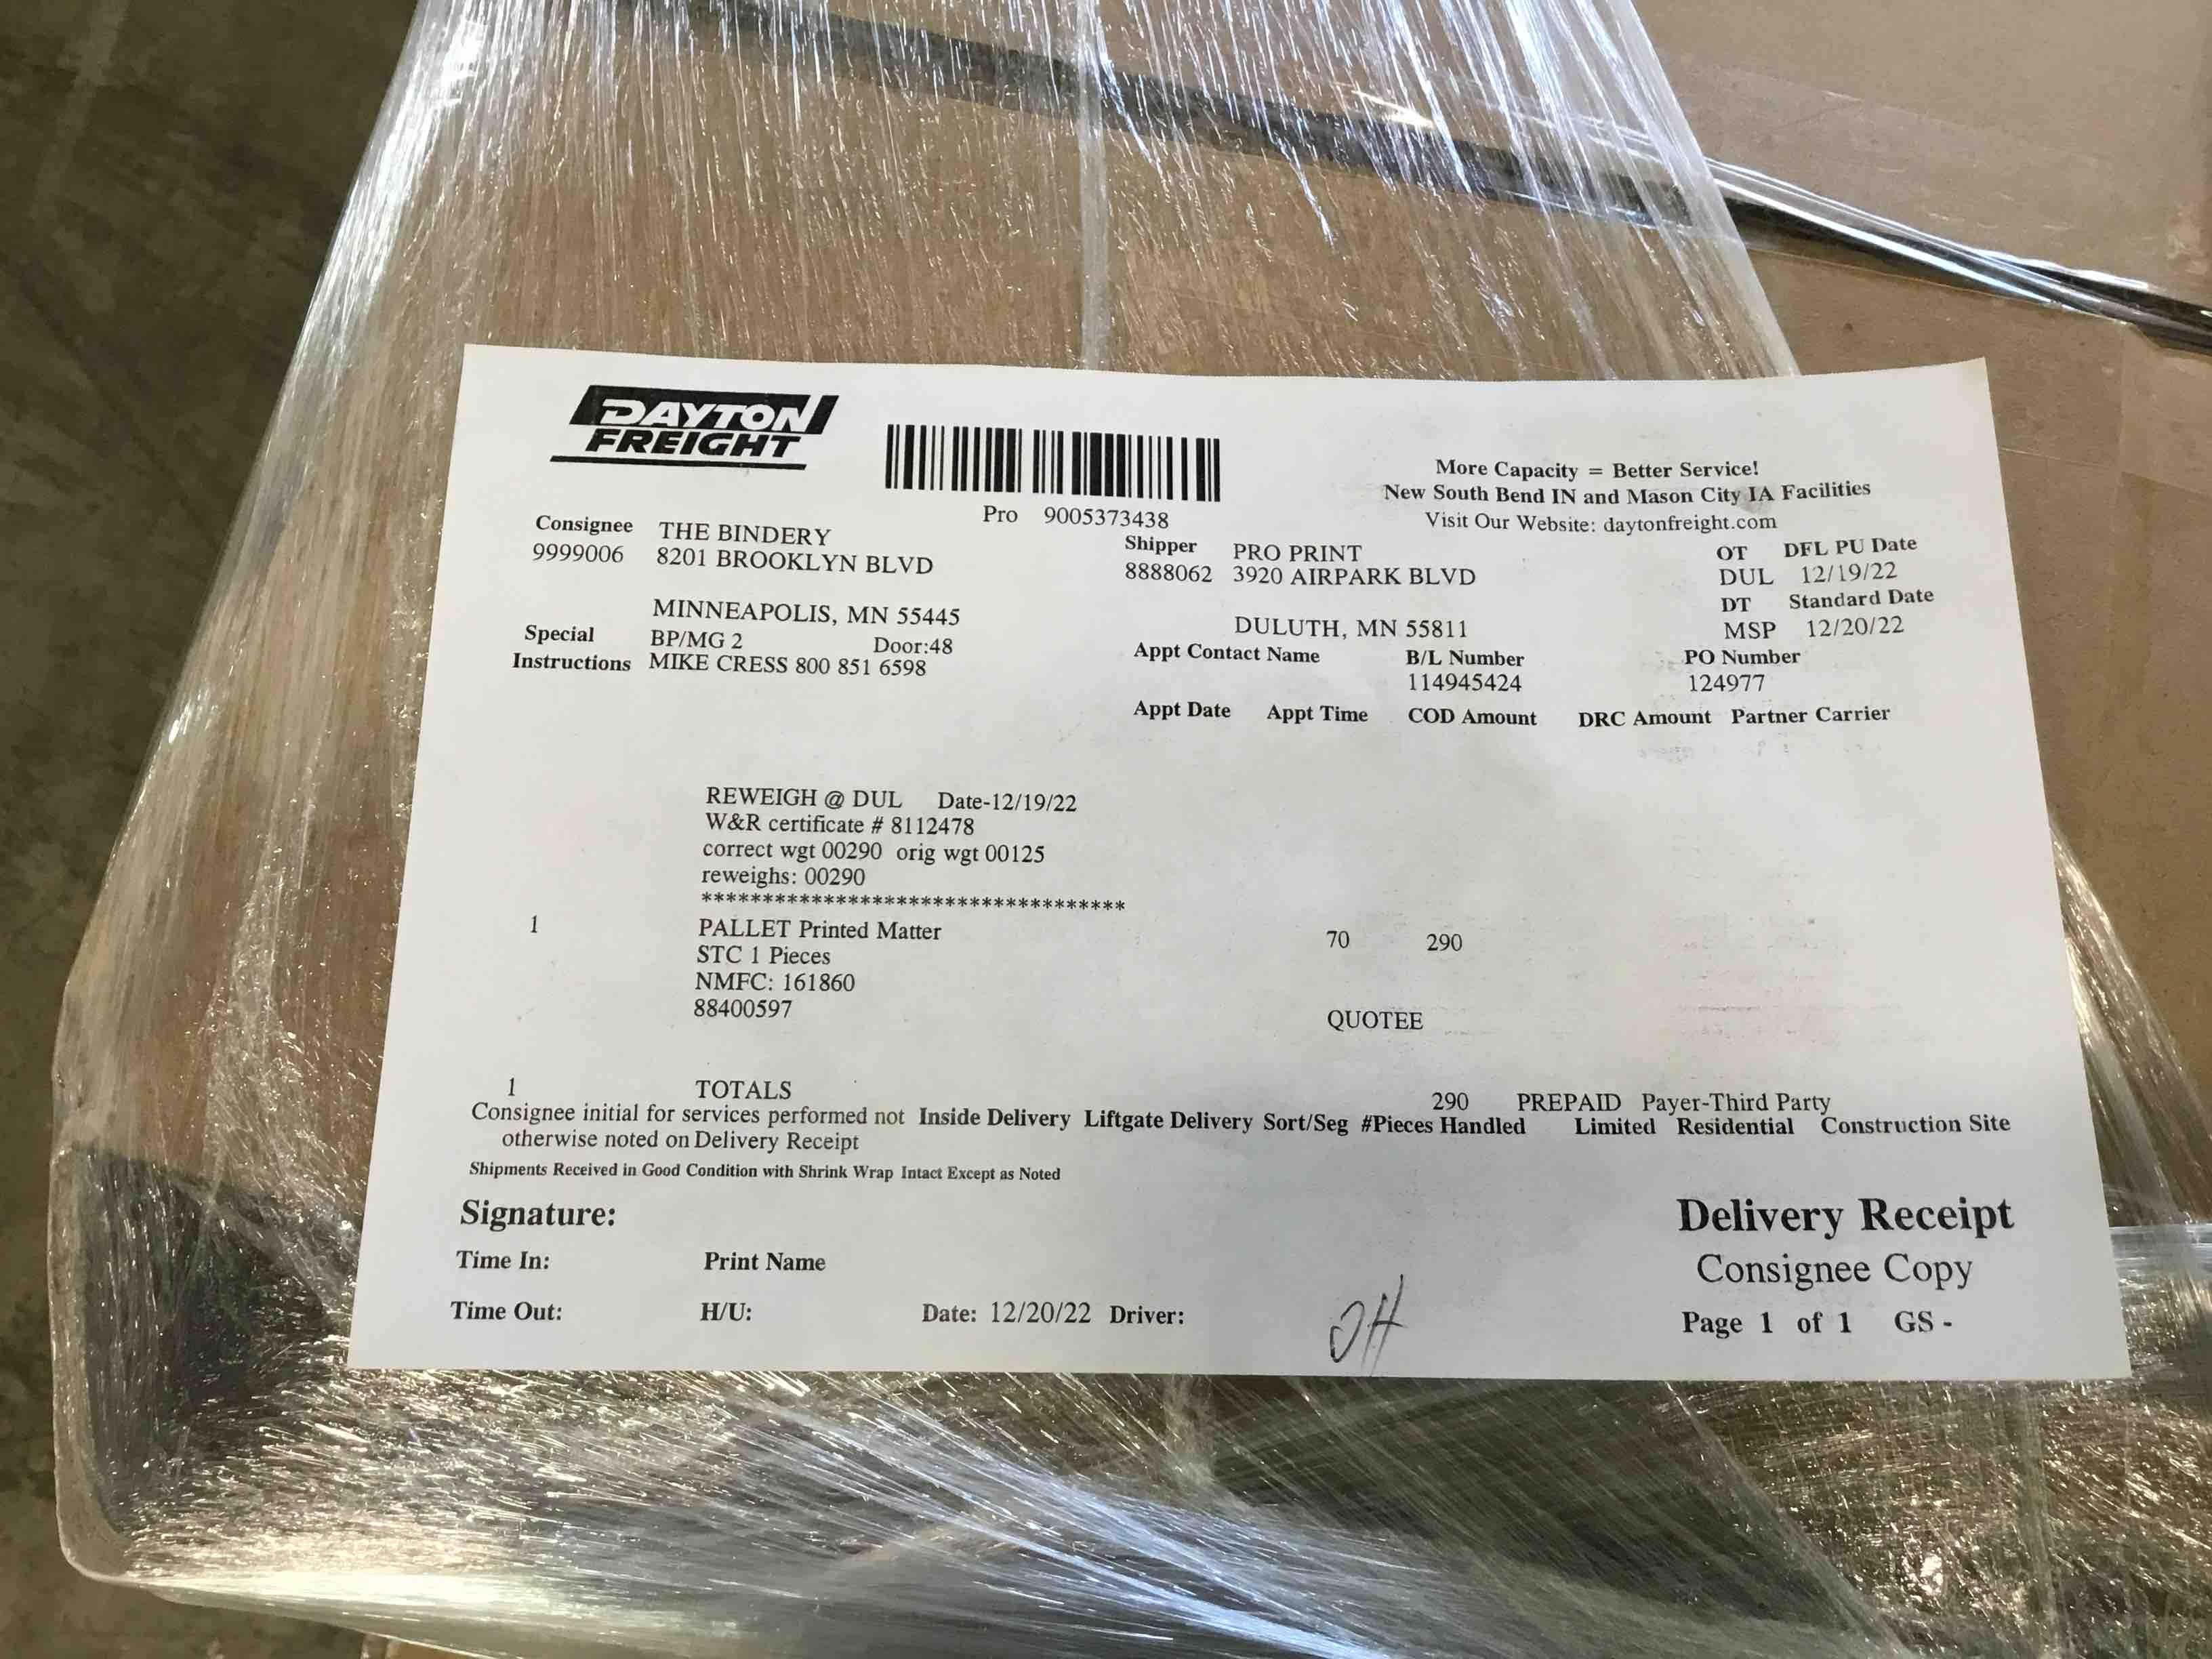 DAYTON
FREIGHT
Pro 9005373438
More Capacity = Better Service!
New South Bend IN and Mason City IA Facilities
Visit Our Website: daytonfreight.com
Consignee THE BINDERY
9999006 8201 BROOKLYN BLVD
MINNEAPOLIS, MN 55445
Special BP/MG 2 Door:48
Instructions MIKE CRESS 800 851 6598
Shipper PRO PRINT
8888062 3920 AIRPARK BLVD
DULUTH, MN 55811
OT DFL PU Date
DUL 12/19/22
DT Standard Date
MSP 12/20/22
Appt Contact Name B/L Number PO Number
114945424 124977
Appt Date Appt Time COD Amount DRC Amount Partner Carrier
REWEIGH @ DUL Date-12/19/22
W&R certificate # 8112478
correct wgt 00290 orig wgt 00125
reweighs: 00290
***********************************
1 PALLET Printed Matter 70 290
STC 1 Pieces
NMFC: 161860
88400597 QUOTEE
1 TOTALS 290 PREPAID Payer-Third Party
Consignee initial for services performed not Inside Delivery Liftgate Delivery Sort/Seg #Pieces Handled Limited Residential Construction Site
otherwise noted on Delivery Receipt
Shipments Received in Good Condition with Shrink Wrap Intact Except as Noted
Signature:
Delivery Receipt
Time In: Print Name
Consignee Copy
Time Out: H/U: Date: 12/20/22 Driver:
Page 1 of 1 GS -